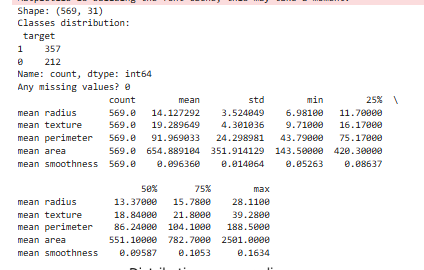 Shape: (569, 31)
Classes distribution:
target
1    357
0    212
Name: count, dtype: int64
Any missing values? 0
count mean std min 25% \
mean radius 569.0 14.127292 3.524049 6.98100 11.70000
mean texture 569.0 19.289649 4.301036 9.71000 16.17000
mean perimeter 569.0 91.969033 24.298981 43.79000 75.17000
mean area 569.0 654.889104 351.914129 143.50000 420.30000
mean smoothness 569.0 0.096360 0.014064 0.05263 0.08637
50% 75% max
mean radius 13.37000 15.7800 28.1100
mean texture 18.84000 21.8000 39.2800
mean perimeter 86.24000 104.1000 188.5000
mean area 551.10000 782.7000 2501.0000
mean smoothness 0.09587 0.1053 0.1634